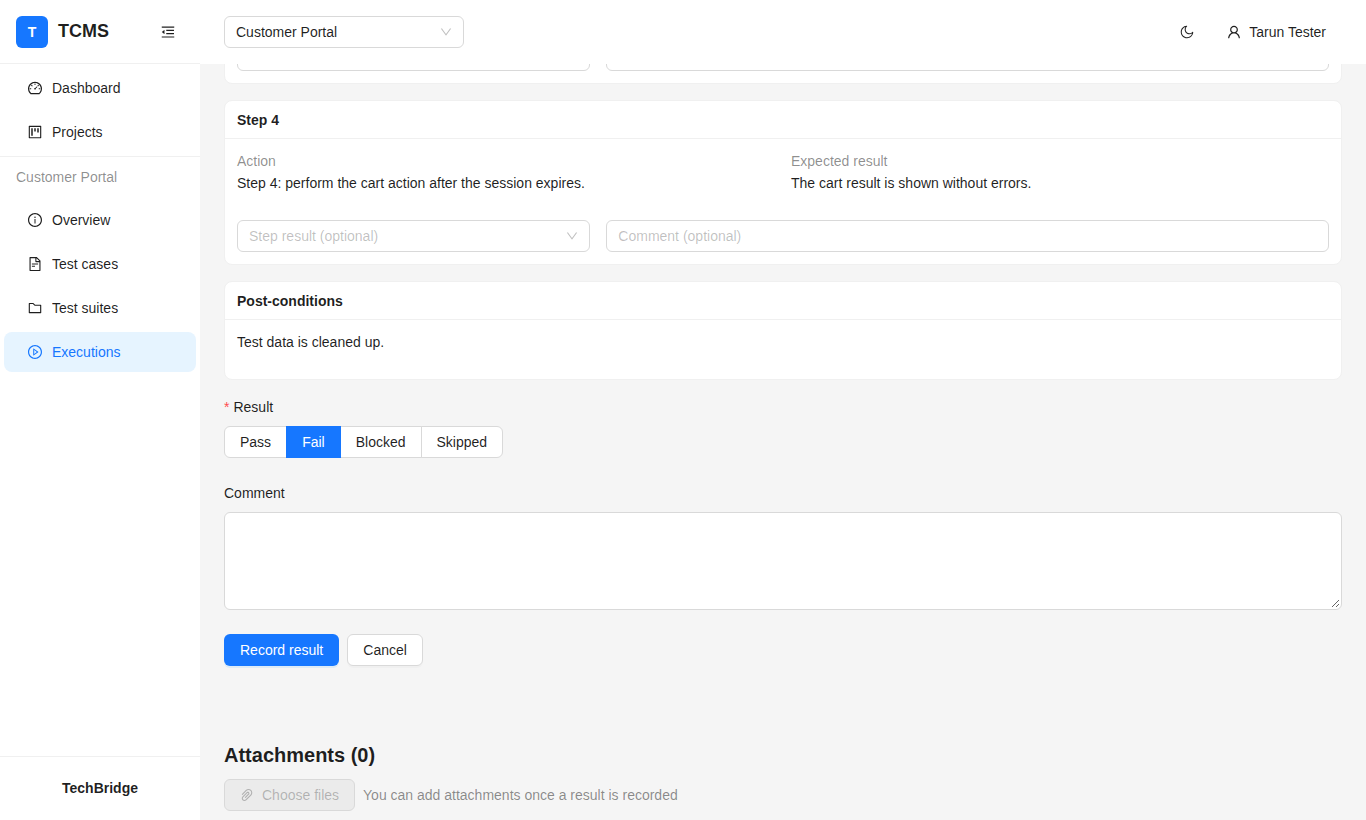 T TCMS
Customer Portal
Tarun Tester
Dashboard
Projects
Customer Portal
Overview
Test cases
Test suites
Executions
TechBridge
Step 4
Action
Expected result
Step 4: perform the cart action after the session expires.
The cart result is shown without errors.
Step result (optional)
Comment (optional)
Post-conditions
Test data is cleaned up.
* Result
Pass Fail Blocked Skipped
Comment
Record result Cancel
Attachments (0)
Choose files You can add attachments once a result is recorded